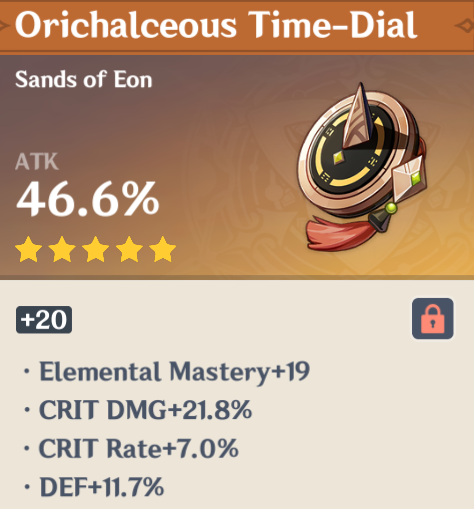 Orichalceous Time-Dial
Sands of Eon
ATK
46.6%
+20
· Elemental Mastery+19
· CRIT DMG+21.8%
· CRIT Rate+7.0%
· DEF+11.7%